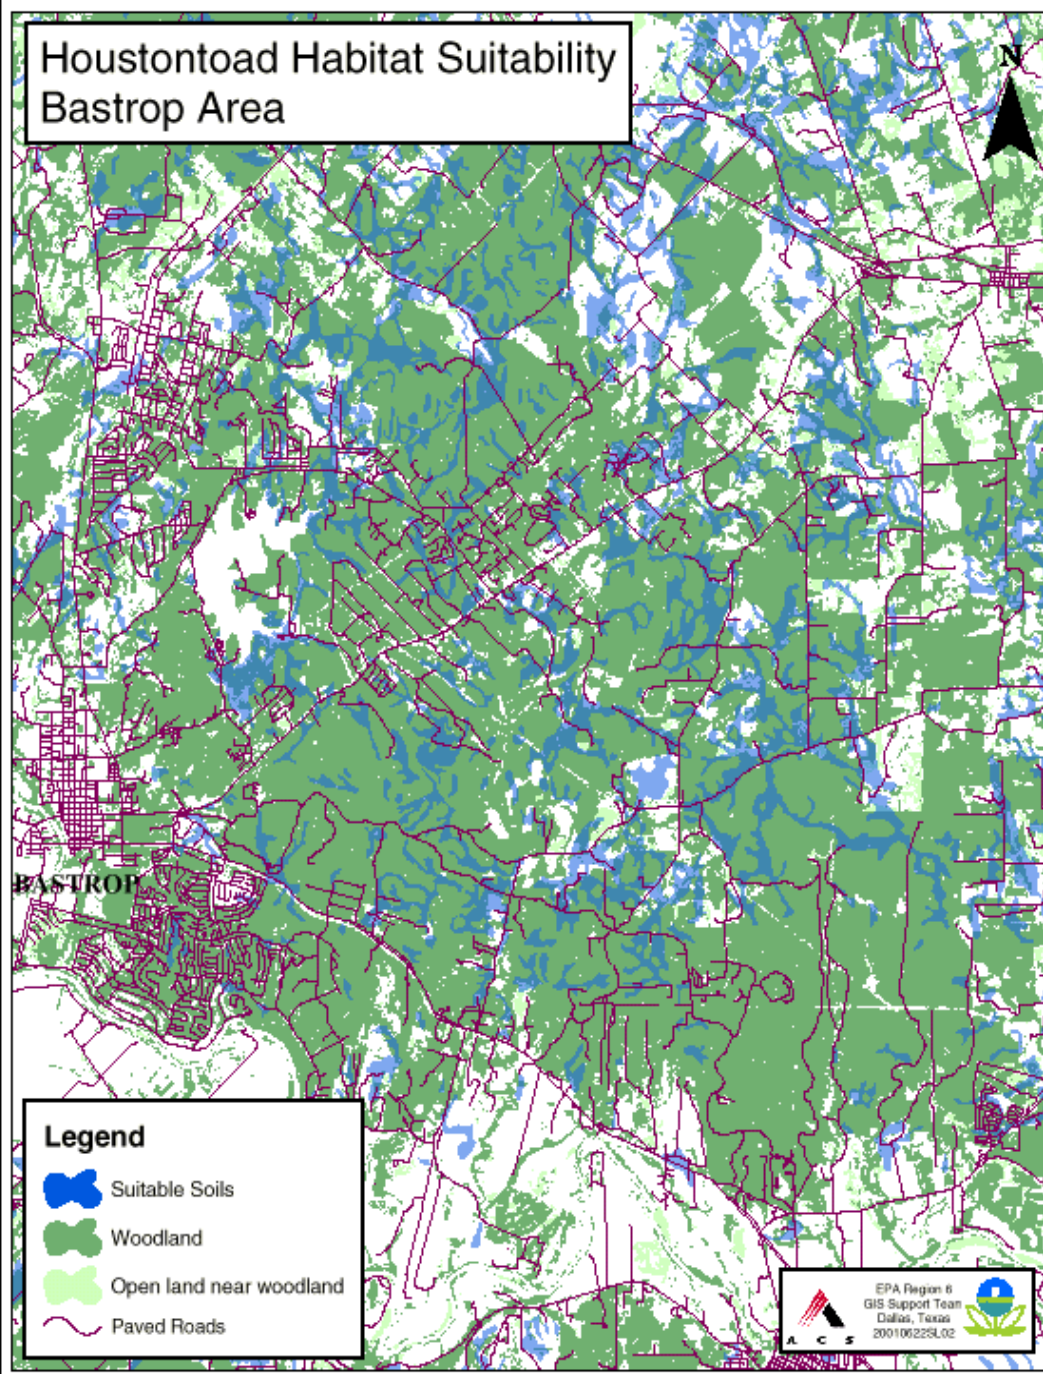 Houstontoad Habitat Suitability
Bastrop Area
N
BASTROP
Legend
Suitable Soils
Woodland
Open land near woodland
Paved Roads
A C S
EPA Region 6
GIS Support Team
Dallas, Texas
20010622SL02